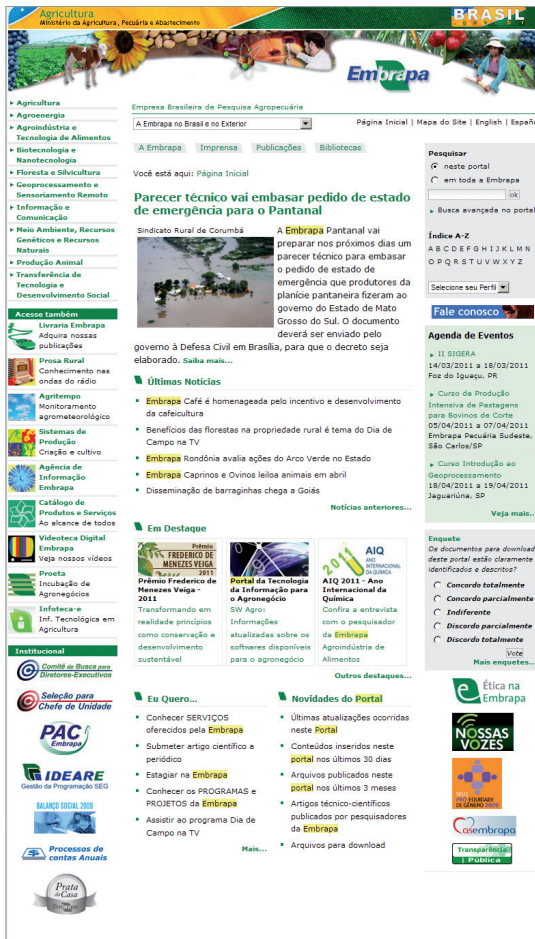 Agricultura
Ministério da Agricultura, Pecuária e Abastecimento
BRASIL
Embrapa
Agricultura
Agroenergia
Agroindústria e
Tecnologia de Alimentos
Biotecnologia e
Nanotecnologia
Floresta e Silvicultura
Geoprocessamento e
Sensoriamento Remoto
Informação e
Comunicação
Meio Ambiente, Recursos
Genéticos e Recursos
Naturais
Produção Animal
Transferência de
Tecnologia e
Desenvolvimento Social
Acesse também
Livraria Embrapa
Adquira nossas
publicações
Prosa Rural
Conhecimento nas
ondas do rádio
Agritempo
Monitoramento
agrometeorológico
Sistemas de
Produção
Criação e cultivo
Agência de
Informação
Embrapa
Catálogo de
Produtos e Serviços
Ao alcance de todos
Videoteca Digital
Embrapa
Veja nossos vídeos
Proeta
Incubação de
Agronegócios
Infoteca-e
Inf. Tecnológica em
Agricultura
Institucional
Comitê de Busca para
Diretores-Executivos
Seleção para
Chefe de Unidade
PAC
Embrapa
IDEARE
Gestão da Programação SEG
BALANÇO SOCIAL 2009
Processos de
contas Anuais
Prata
da Casa
Empresa Brasileira de Pesquisa Agropecuária
A Embrapa no Brasil e no Exterior
Página Inicial | Mapa do Site | English | Españo
A Embrapa Imprensa Publicações Bibliotecas
Você está aqui: Página Inicial
Parecer técnico vai embasar pedido de estado
de emergência para o Pantanal
Sindicato Rural de Corumbá
A Embrapa Pantanal vai
preparar nos próximos dias um
parecer técnico para embasar
o pedido de estado de
emergência que produtores da
planície pantaneira fizeram ao
governo do Estado de Mato
Grosso do Sul. O documento
deverá ser enviado pelo
governo à Defesa Civil em Brasília, para que o decreto seja
elaborado. Saiba mais...
Últimas Notícias
Embrapa Café é homenageada pelo incentivo e desenvolvimento
da cafeicultura
Benefícios das florestas na propriedade rural é tema do Dia de
Campo na TV
Embrapa Rondônia avalia ações do Arco Verde no Estado
Embrapa Caprinos e Ovinos leiloa animais em abril
Disseminação de barraginhas chega a Goiás
Notícias anteriores...
Em Destaque
Prêmio
FREDERICO DE
MENEZES VEIGA
2011
Prêmio Frederico de
Menezes Veiga -
2011
Transformando em
realidade princípios
como conservação e
desenvolvimento
sustentável
Portal da Tecnologia
da Informação para
o Agronegócio
SW Agro:
Informações
atualizadas sobre os
softwares disponíveis
para o agronegócio
2011
AIQ
ANO
INTERNACIONAL
DA QUÍMICA
AIQ 2011 - Ano
Internacional da
Química
Confira a entrevista
com o pesquisador
da Embrapa
Agroindústria de
Alimentos
Outros destaques...
Eu Quero...
Conhecer SERVIÇOS
oferecidos pela Embrapa
Submeter artigo científico a
periódico
Estagiar na Embrapa
Conhecer os PROGRAMAS e
PROJETOS da Embrapa
Assistir ao programa Dia de
Campo na TV
Mais...
Novidades do Portal
Últimas atualizações ocorridas
neste Portal
Conteúdos inseridos neste
portal nos últimos 30 dias
Arquivos publicados neste
portal nos últimos 3 meses
Artigos técnico-científicos
publicados por pesquisadores
da Embrapa
Arquivos para download
Pesquisar
neste portal
em toda a Embrapa
ok
Busca avançada no portal
Índice A-Z
A B C D E F G H I J K L M N
O P Q R S T U V W X Y Z
Selecione seu Perfil
Fale conosco
Agenda de Eventos
II SIGERA
14/03/2011 a 18/03/2011
Foz do Iguaçu, PR
Curso de Produção
Intensiva de Pastagens
para Bovinos de Corte
05/04/2011 a 07/04/2011
Embrapa Pecuária Sudeste,
São Carlos/SP
Curso Introdução ao
Geoprocessamento
18/04/2011 a 19/04/2011
Jaguariúna, SP
Veja mais...
Enquete
Os documentos para download
deste portal estão claramente
identificados e descritos?
Concordo totalmente
Concordo parcialmente
Indiferente
Discordo parcialmente
Discordo totalmente
Vote
Mais enquetes...
Ética na
Embrapa
NOSSAS
VOZES
SELO
PRÓ-EQUIDADE
DE GÊNERO 2009
Casembrapa
Transparência
Pública